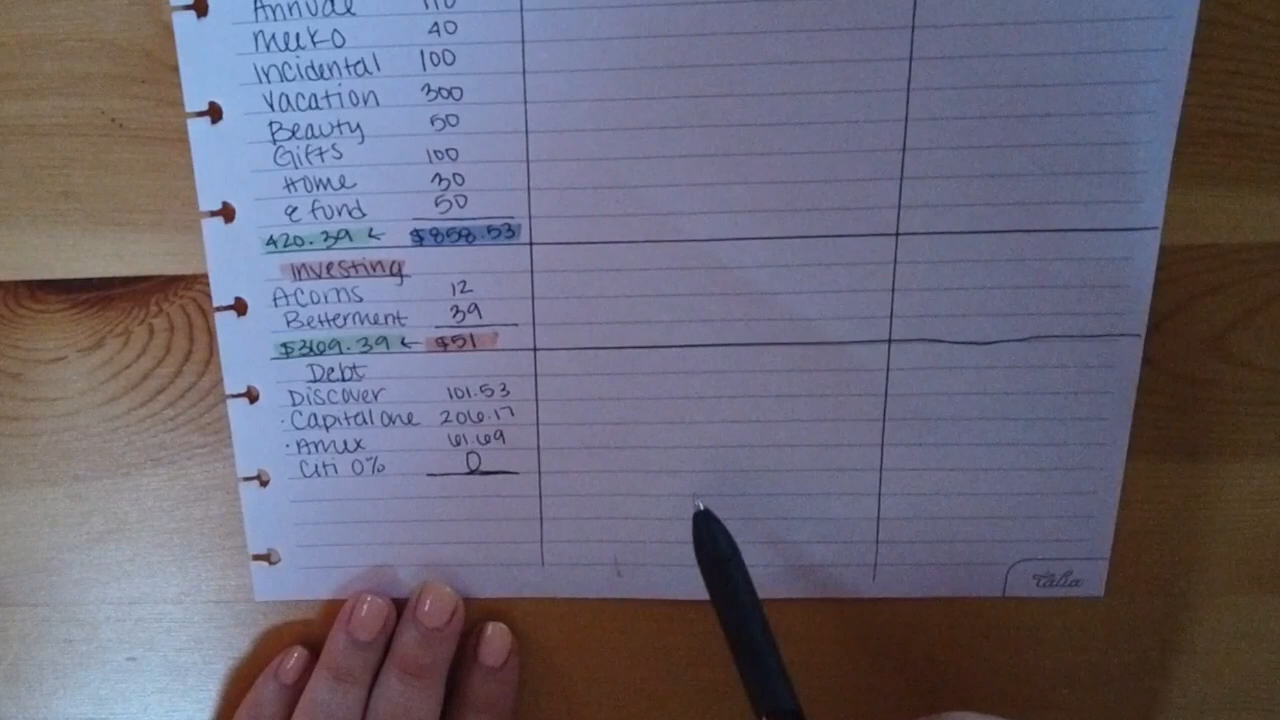 Annual 110
Meeko 40
Incidental 100
Vacation 300
Beauty 50
Gifts 100
Home 30
e fund 50
420.39 ← $858.53
Investing
Acorns 12
Betterment 39
$369.39 ← $51
Debt
Discover 101.53
· Capital one 206.17
· Amex 61.69
Citi 0% 0
Talia